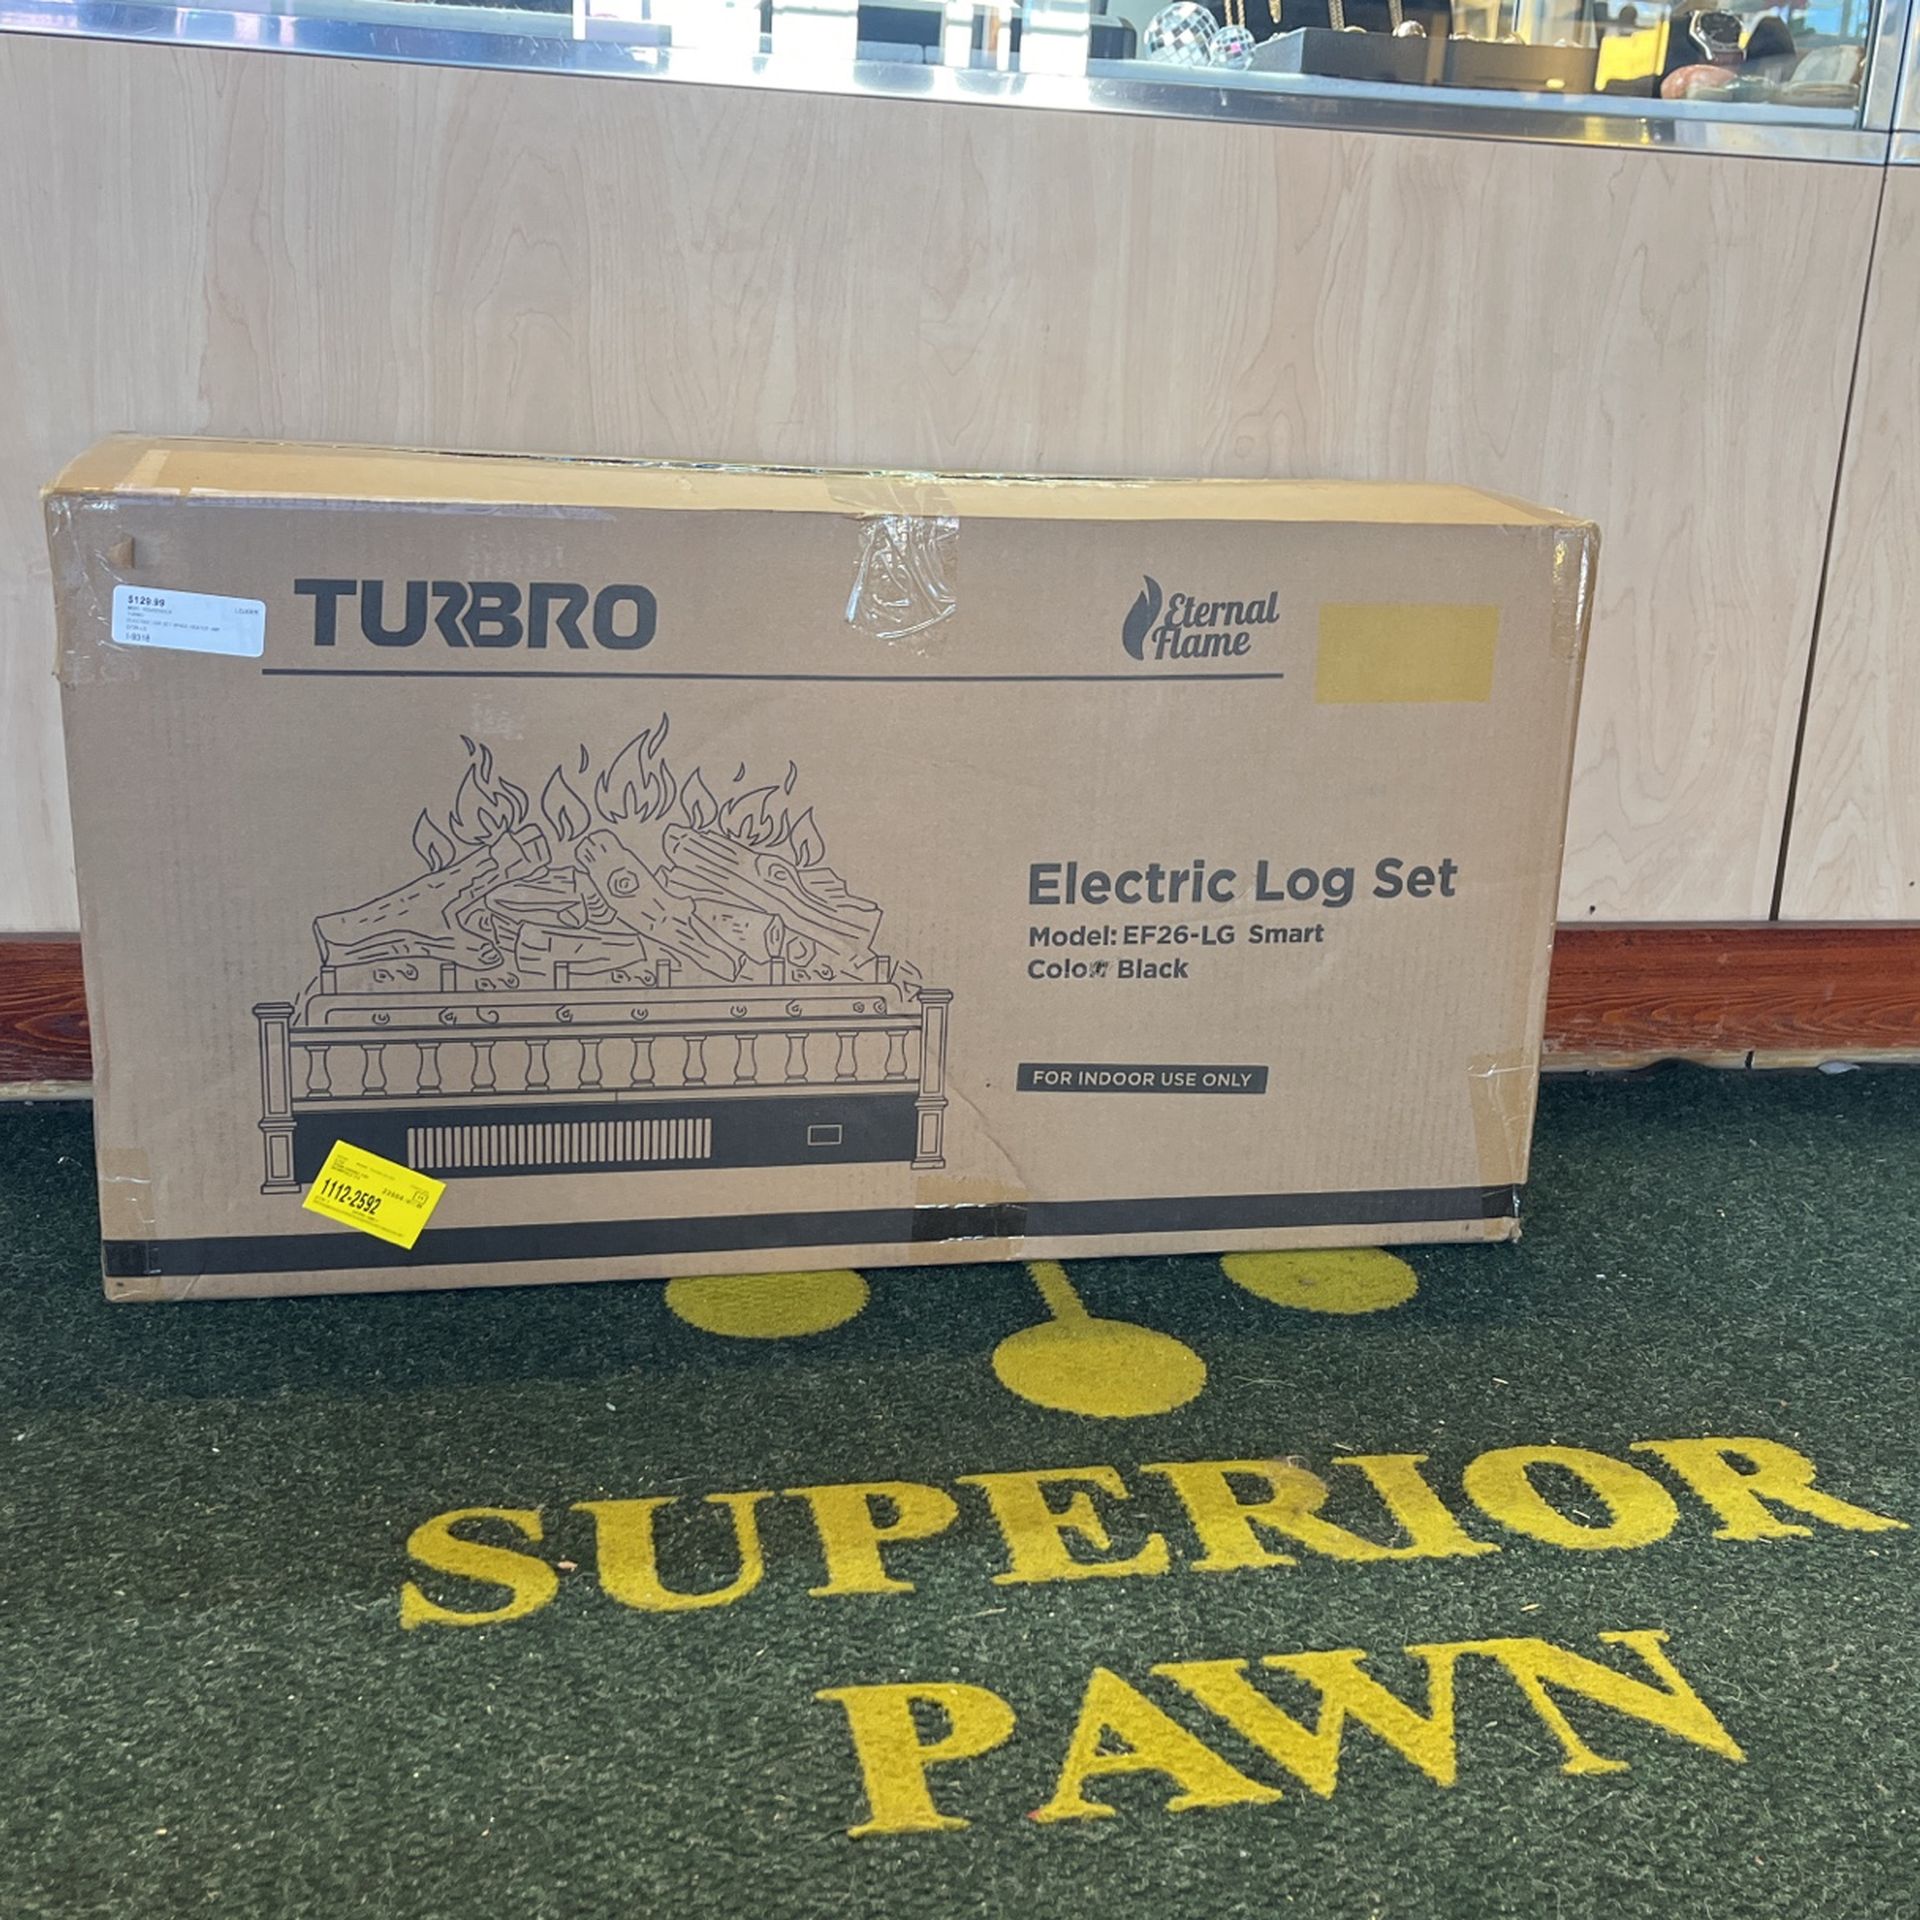 $129.99
TURBRO
Eternal
Flame
Electric Log Set
Model: EF26-LG Smart
Color: Black
FOR INDOOR USE ONLY
1112-2592
SUPERIOR
PAWN